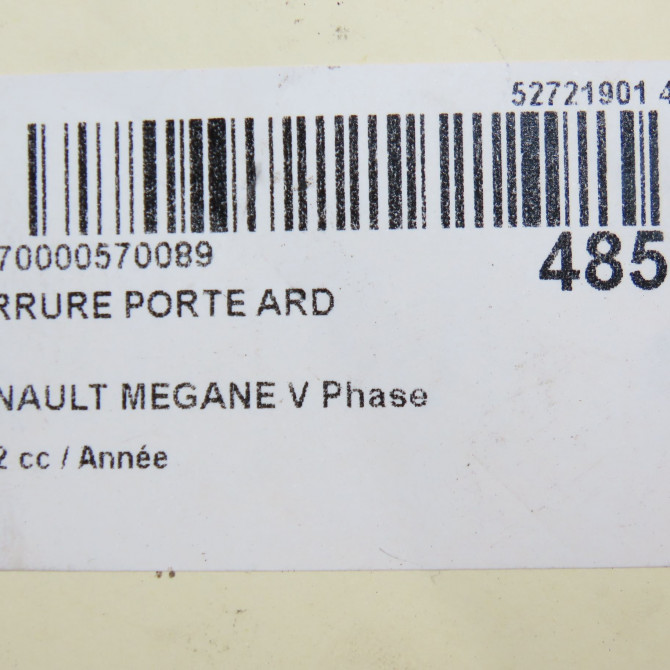 52721901 4
70000570089
485
RRURE PORTE ARD
NAULT MEGANE V Phase
2 cc / Année